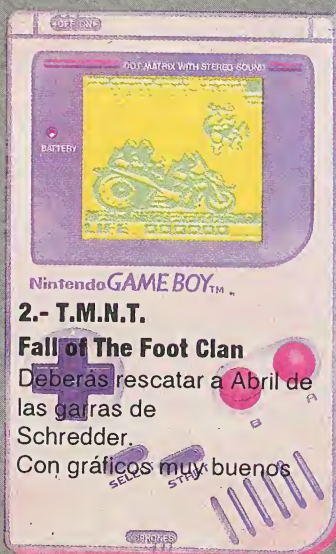 OFF ON
DOT MATRIX WITH STEREO SOUND
BATTERY
LIFE
Nintendo GAME BOY TM
2.- T.M.N.T.
Fall of The Foot Clan
Deberás rescatar a Abril de
las garras de
Schredder.
Con gráficos muy buenos
B A
SELECT START
PHONES